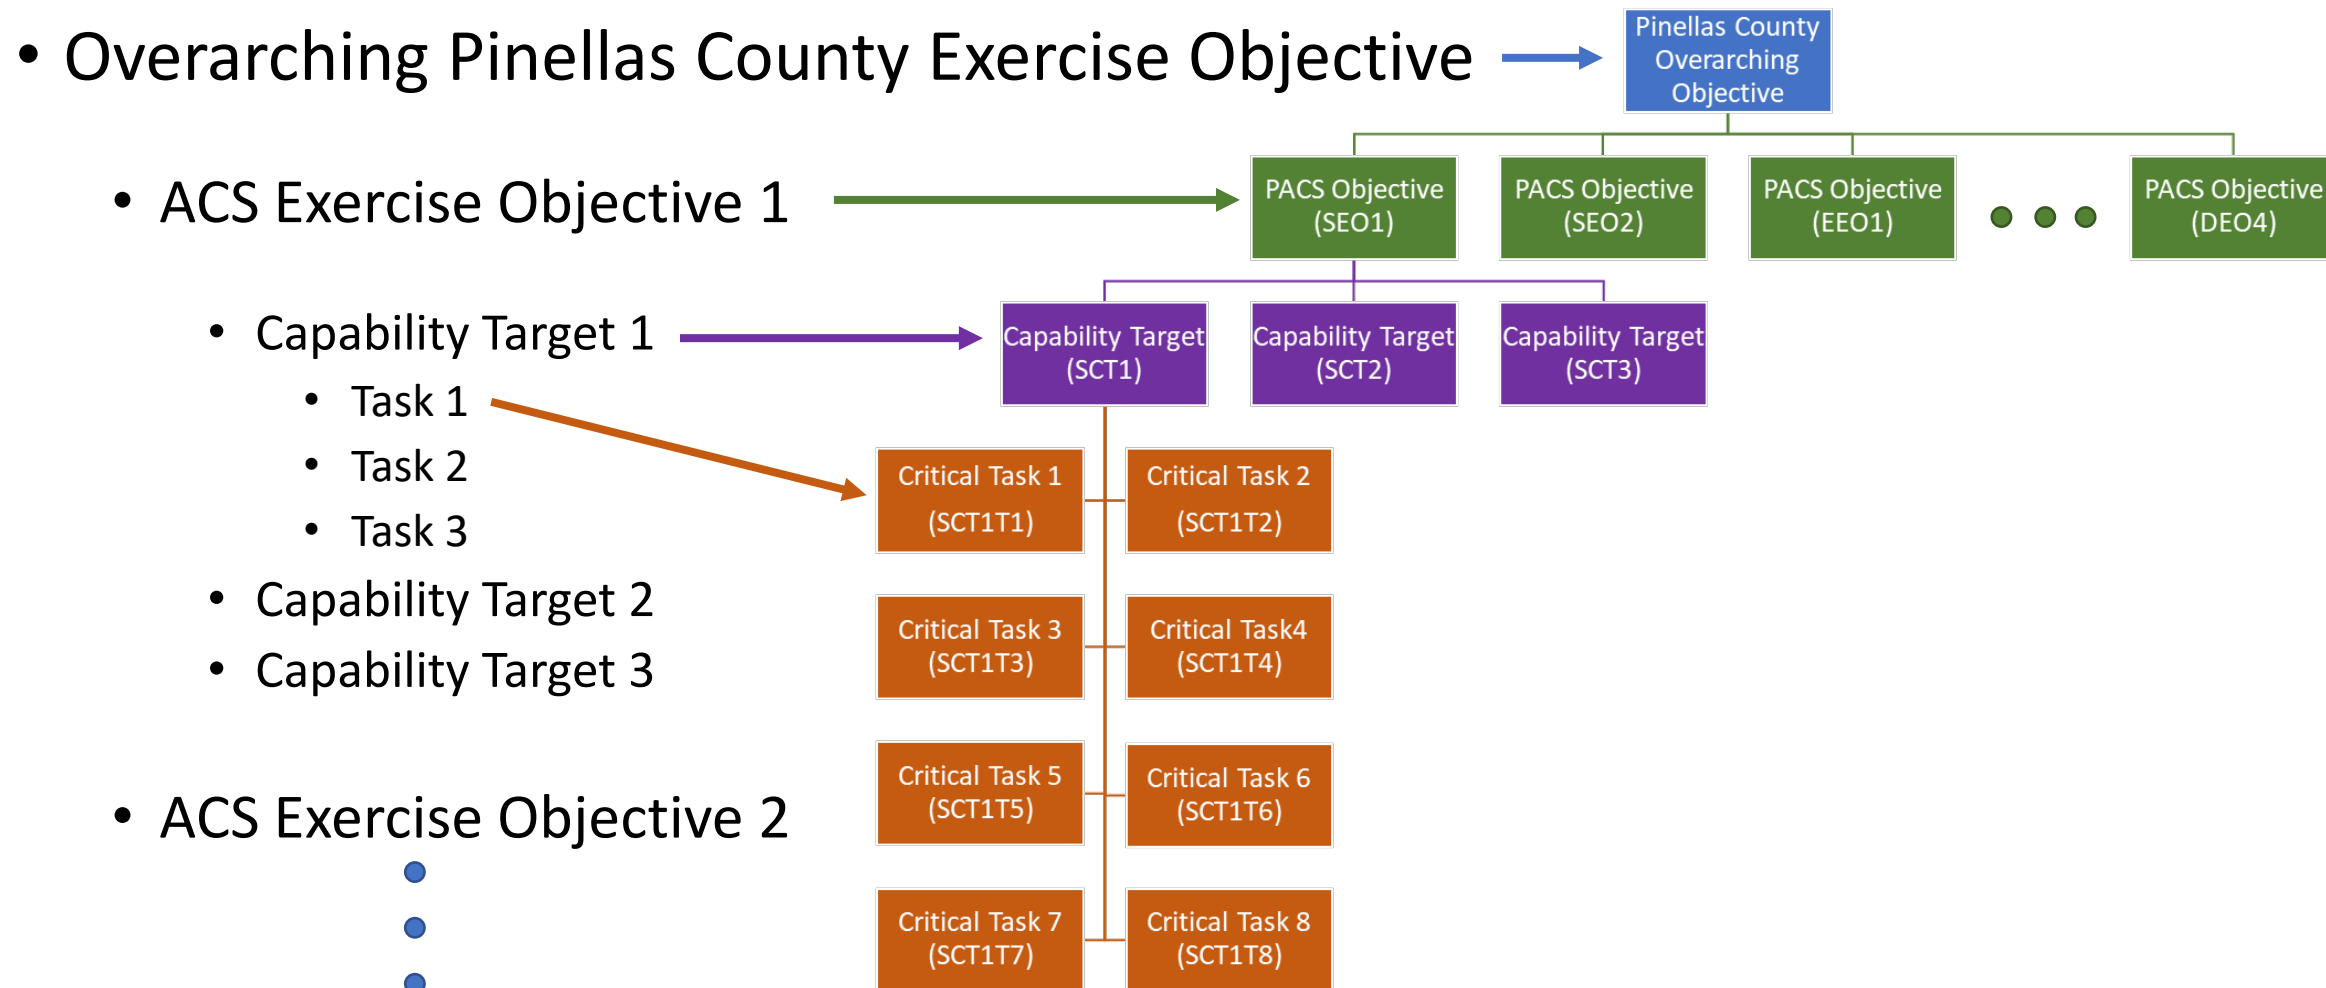 • Overarching Pinellas County Exercise Objective
• ACS Exercise Objective 1
• Capability Target 1
• Task 1
• Task 2
• Task 3
• Capability Target 2
• Capability Target 3
• ACS Exercise Objective 2
Pinellas County
Overarching
Objective
PACS Objective
(SEO1)
PACS Objective
(SEO2)
PACS Objective
(EEO1)
PACS Objective
(DEO4)
Capability Target
(SCT1)
Capability Target
(SCT2)
Capability Target
(SCT3)
Critical Task 1
(SCT1T1)
Critical Task 2
(SCT1T2)
Critical Task 3
(SCT1T3)
Critical Task4
(SCT1T4)
Critical Task 5
(SCT1T5)
Critical Task 6
(SCT1T6)
Critical Task 7
(SCT1T7)
Critical Task 8
(SCT1T8)